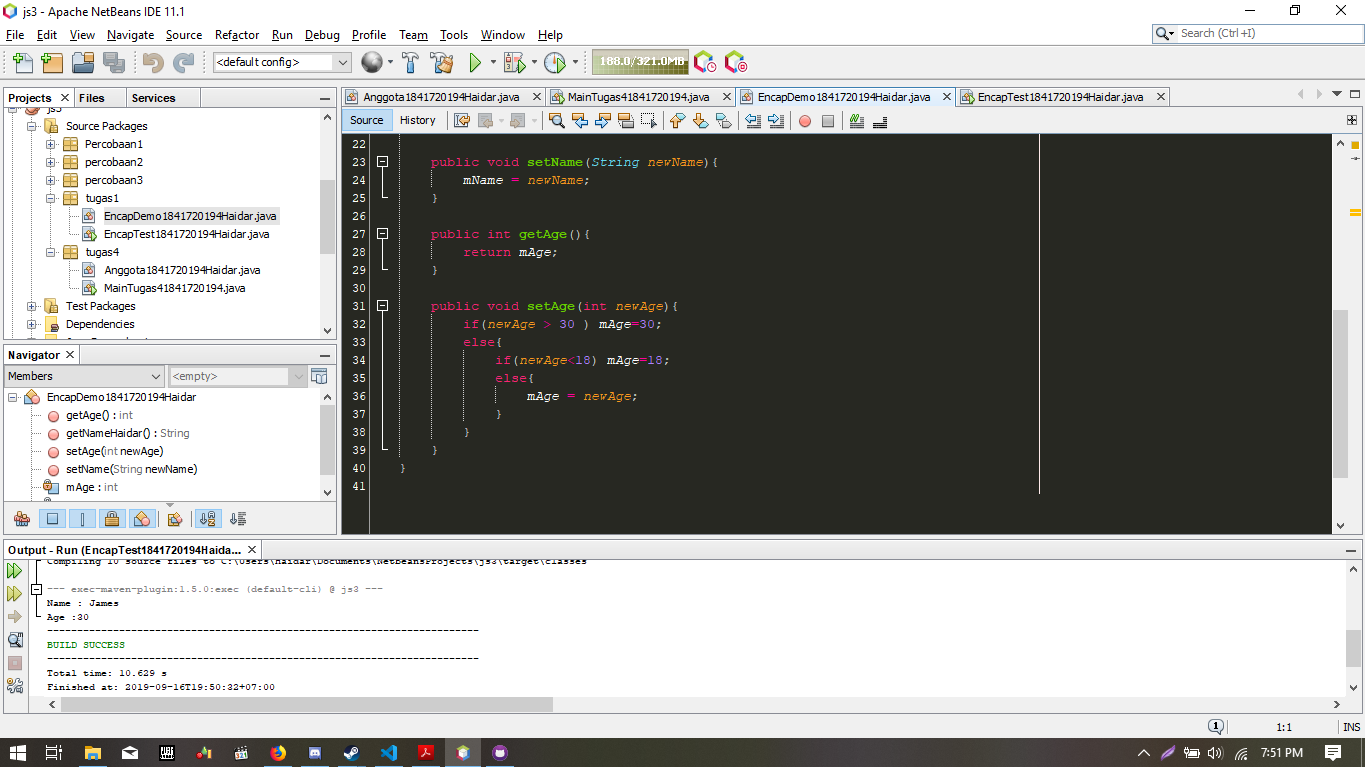 js3 - Apache NetBeans IDE 11.1
File Edit View Navigate Source Refactor Run Debug Profile Team Tools Window Help
Search (Ctrl+I)
<default config>
188.0/321.0MB
Projects Files Services
Anggota1841720194Haidar.java MainTugas41841720194.java EncapDemo1841720194Haidar.java EncapTest1841720194Haidar.java
Source History
js3
Source Packages
Percobaan1
percobaan2
percobaan3
tugas1
EncapDemo1841720194Haidar.java
EncapTest1841720194Haidar.java
tugas4
Anggota1841720194Haidar.java
MainTugas41841720194.java
Test Packages
Dependencies
Navigator
Members
<empty>
EncapDemo1841720194Haidar
getAge() : int
getNameHaidar() : String
setAge(int newAge)
setName(String newName)
mAge : int
22
23 public void setName(String newName){
24 mName = newName;
25 }
26
27 public int getAge(){
28 return mAge;
29 }
30
31 public void setAge(int newAge){
32 if(newAge > 30 ) mAge=30;
33 else{
34 if(newAge<18) mAge=18;
35 else{
36 mAge = newAge;
37 }
38 }
39 }
40 }
41
Output - Run (EncapTest1841720194Haida...
Compiling 10 source files to C:\Users\Haidar\Documents\NetBeansProjects\js3\target\classes
--- exec-maven-plugin:1.5.0:exec (default-cli) @ js3 ---
Name : James
Age :30
------------------------------------------------------------------------
BUILD SUCCESS
------------------------------------------------------------------------
Total time: 10.629 s
Finished at: 2019-09-16T19:50:32+07:00
1
1:1
INS
7:51 PM